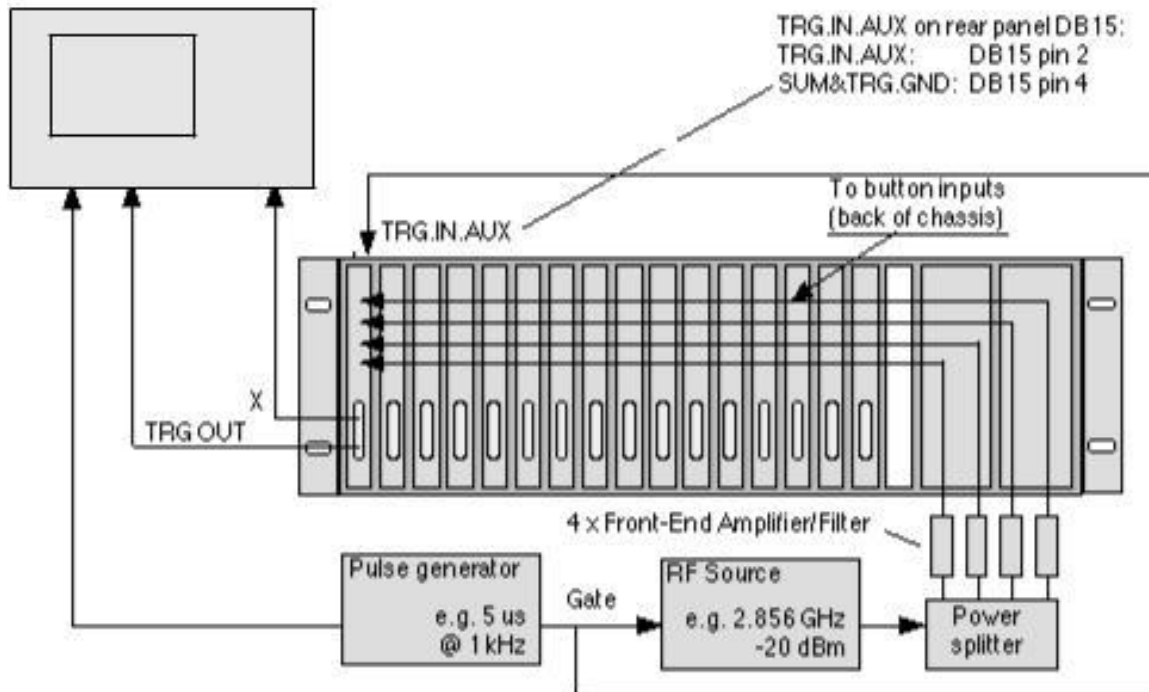 TRG.IN.AUX on rear panel DB15:
TRG.IN.AUX: DB15 pin 2
SUM&TRG.GND: DB15 pin 4
To button inputs
(back of chassis)
TRG.IN.AUX
X
TRG OUT
4 x Front-End Amplifier/Filter
Pulse generator
e.g. 5 us
@ 1kHz
Gate
RF Source
e.g. 2.856 GHz
-20 dBm
Power
splitter